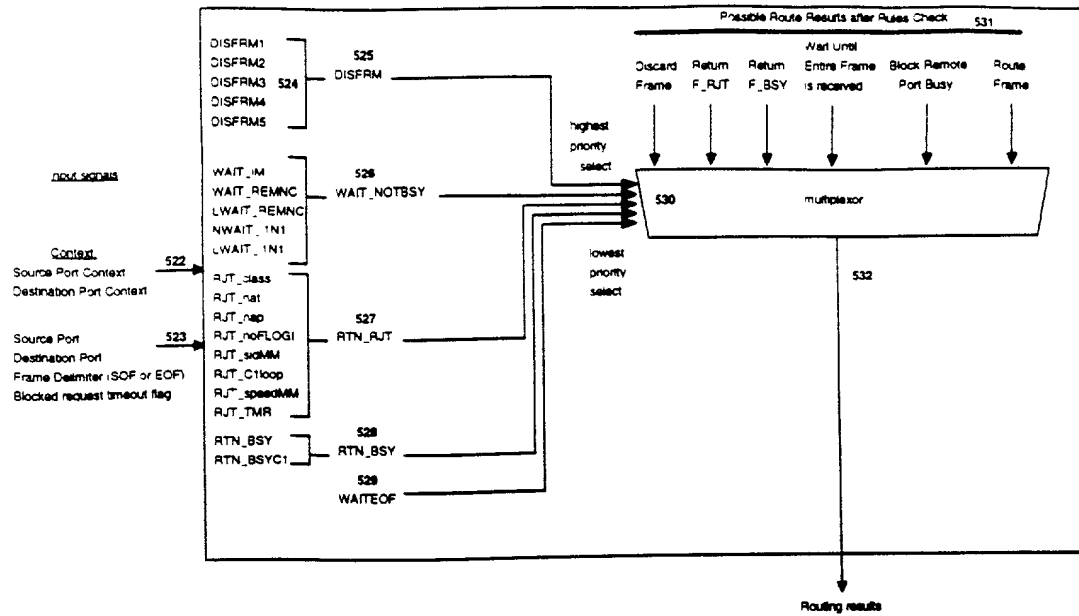 Possible Route Results after Rules Check 531
Discard Frame
Return F_RJT
Return F_BSY
Wait Until Entire Frame is received
Block Remote Port Busy
Route Frame
DISFRM1
DISFRM2
DISFRM3 524
DISFRM4
DISFRM5
525
DISFRM
highest
priority
select
Input signals
WAIT_IM
WAIT_REMNC
LWAIT_REMNC
NWAIT_1N1
LWAIT_1N1
526
WAIT_NOTBSY
530
multiplexor
lowest
priority
select
532
Context
Source Port Context
Destination Port Context
522
RJT_class
RJT_nat
RJT_nap
RJT_noFLOGI
RJT_sidMM
RJT_C1loop
RJT_speedMM
RJT_TMR
527
RTN_RJT
523
Source Port
Destination Port
Frame Delimiter (SOF or EOF)
Blocked request timeout flag
RTN_BSY
RTN_BSYC1
528
RTN_BSY
529
WAITEOF
Routing results